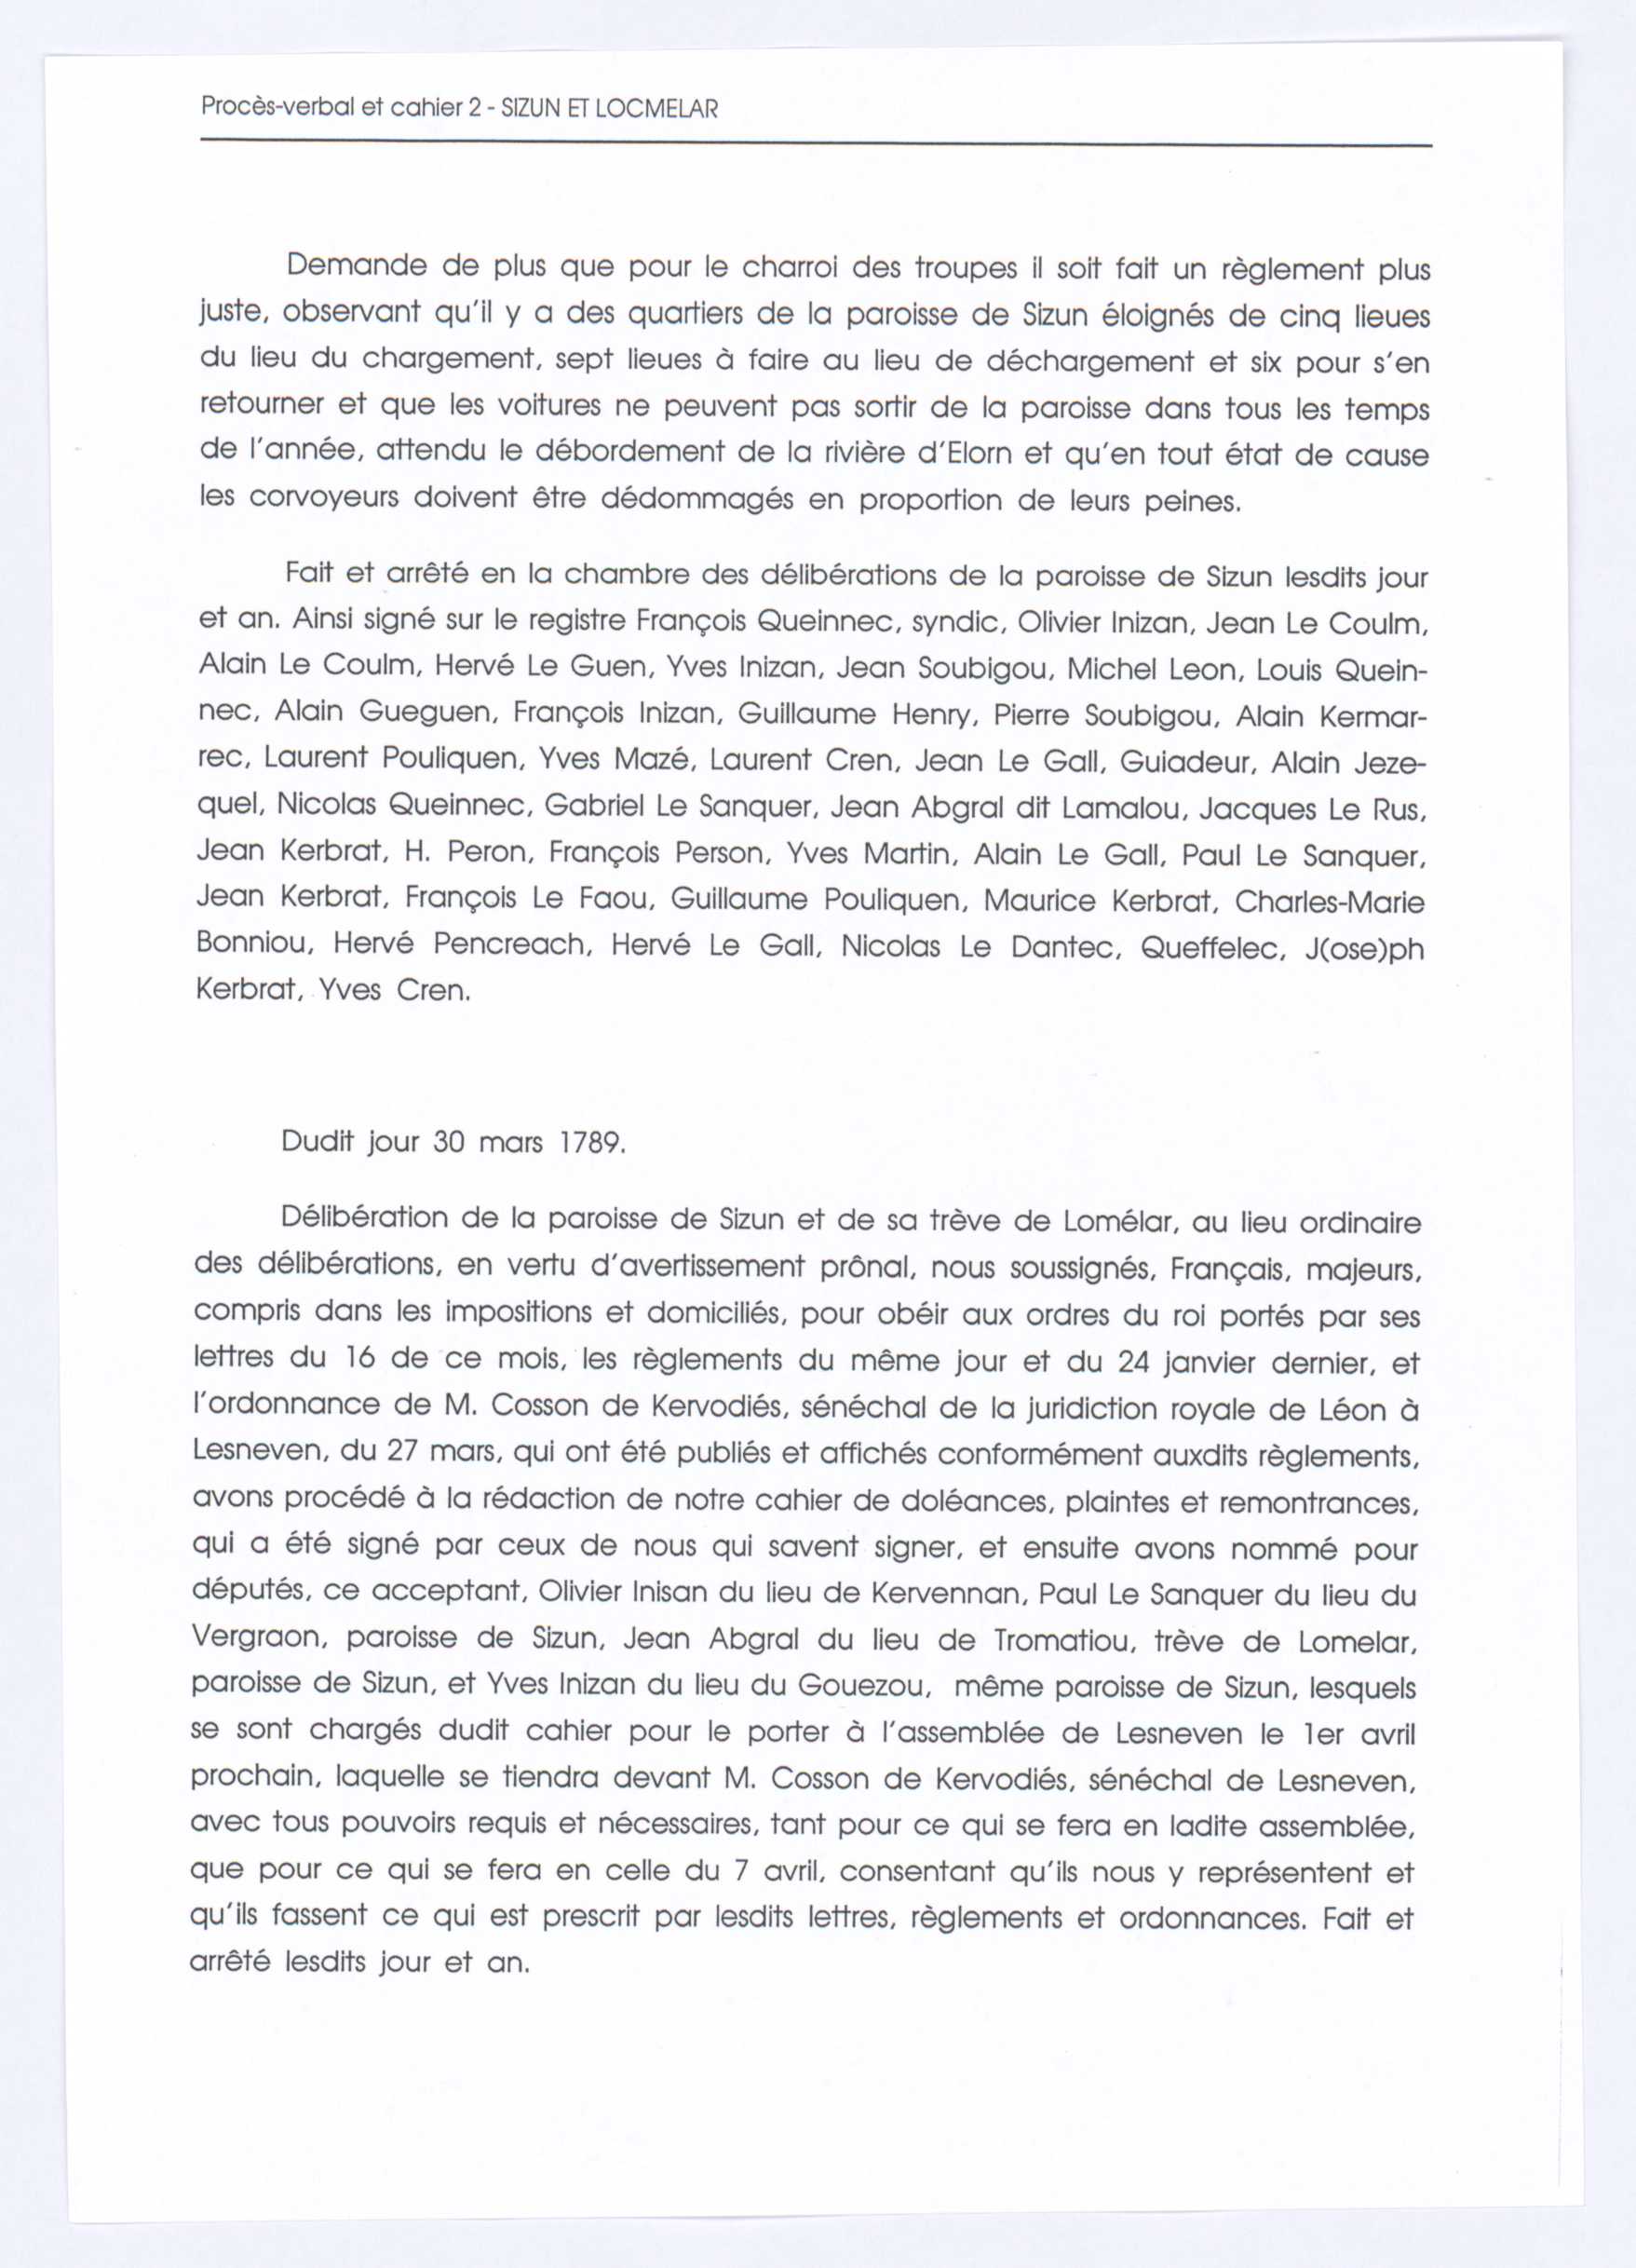 Procès-verbal et cahier 2 - SIZUN ET LOCMELAR
Demande de plus que pour le charroi des troupes il soit fait un règlement plus
juste, observant qu'il y a des quartiers de la paroisse de Sizun éloignés de cinq lieues
du lieu du chargement, sept lieues à faire au lieu de déchargement et six pour s'en
retourner et que les voitures ne peuvent pas sortir de la paroisse dans tous les temps
de l'année, attendu le débordement de la rivière d'Elorn et qu'en tout état de cause
les corvoyeurs doivent être dédommagés en proportion de leurs peines.
Fait et arrêté en la chambre des délibérations de la paroisse de Sizun lesdits jour
et an. Ainsi signé sur le registre François Queinnec, syndic, Olivier Inizan, Jean Le Coulm,
Alain Le Coulm, Hervé Le Guen, Yves Inizan, Jean Soubigou, Michel Leon, Louis Quein-
nec, Alain Gueguen, François Inizan, Guillaume Henry, Pierre Soubigou, Alain Kermar-
rec, Laurent Pouliquen, Yves Mazé, Laurent Cren, Jean Le Gall, Guiadeur, Alain Jeze-
quel, Nicolas Queinnec, Gabriel Le Sanquer, Jean Abgral dit Lamalou, Jacques Le Rus,
Jean Kerbrat, H. Peron, François Person, Yves Martin, Alain Le Gall, Paul Le Sanquer,
Jean Kerbrat, François Le Faou, Guillaume Pouliquen, Maurice Kerbrat, Charles-Marie
Bonniou, Hervé Pencreach, Hervé Le Gall, Nicolas Le Dantec, Queffelec, J(ose)ph
Kerbrat, Yves Cren.
Dudit jour 30 mars 1789.
Délibération de la paroisse de Sizun et de sa trève de Lomélar, au lieu ordinaire
des délibérations, en vertu d'avertissement prônal, nous soussignés, Français, majeurs,
compris dans les impositions et domiciliés, pour obéir aux ordres du roi portés par ses
lettres du 16 de ce mois, les règlements du même jour et du 24 janvier dernier, et
l'ordonnance de M. Cosson de Kervodiés, sénéchal de la juridiction royale de Léon à
Lesneven, du 27 mars, qui ont été publiés et affichés conformément auxdits règlements,
avons procédé à la rédaction de notre cahier de doléances, plaintes et remontrances,
qui a été signé par ceux de nous qui savent signer, et ensuite avons nommé pour
députés, ce acceptant, Olivier Inisan du lieu de Kervennan, Paul Le Sanquer du lieu du
Vergraon, paroisse de Sizun, Jean Abgral du lieu de Tromatiou, trève de Lomelar,
paroisse de Sizun, et Yves Inizan du lieu du Gouezou, même paroisse de Sizun, lesquels
se sont chargés dudit cahier pour le porter à l'assemblée de Lesneven le 1er avril
prochain, laquelle se tiendra devant M. Cosson de Kervodiés, sénéchal de Lesneven,
avec tous pouvoirs requis et nécessaires, tant pour ce qui se fera en ladite assemblée,
que pour ce qui se fera en celle du 7 avril, consentant qu'ils nous y représentent et
qu'ils fassent ce qui est prescrit par lesdits lettres, règlements et ordonnances. Fait et
arrêté lesdits jour et an.